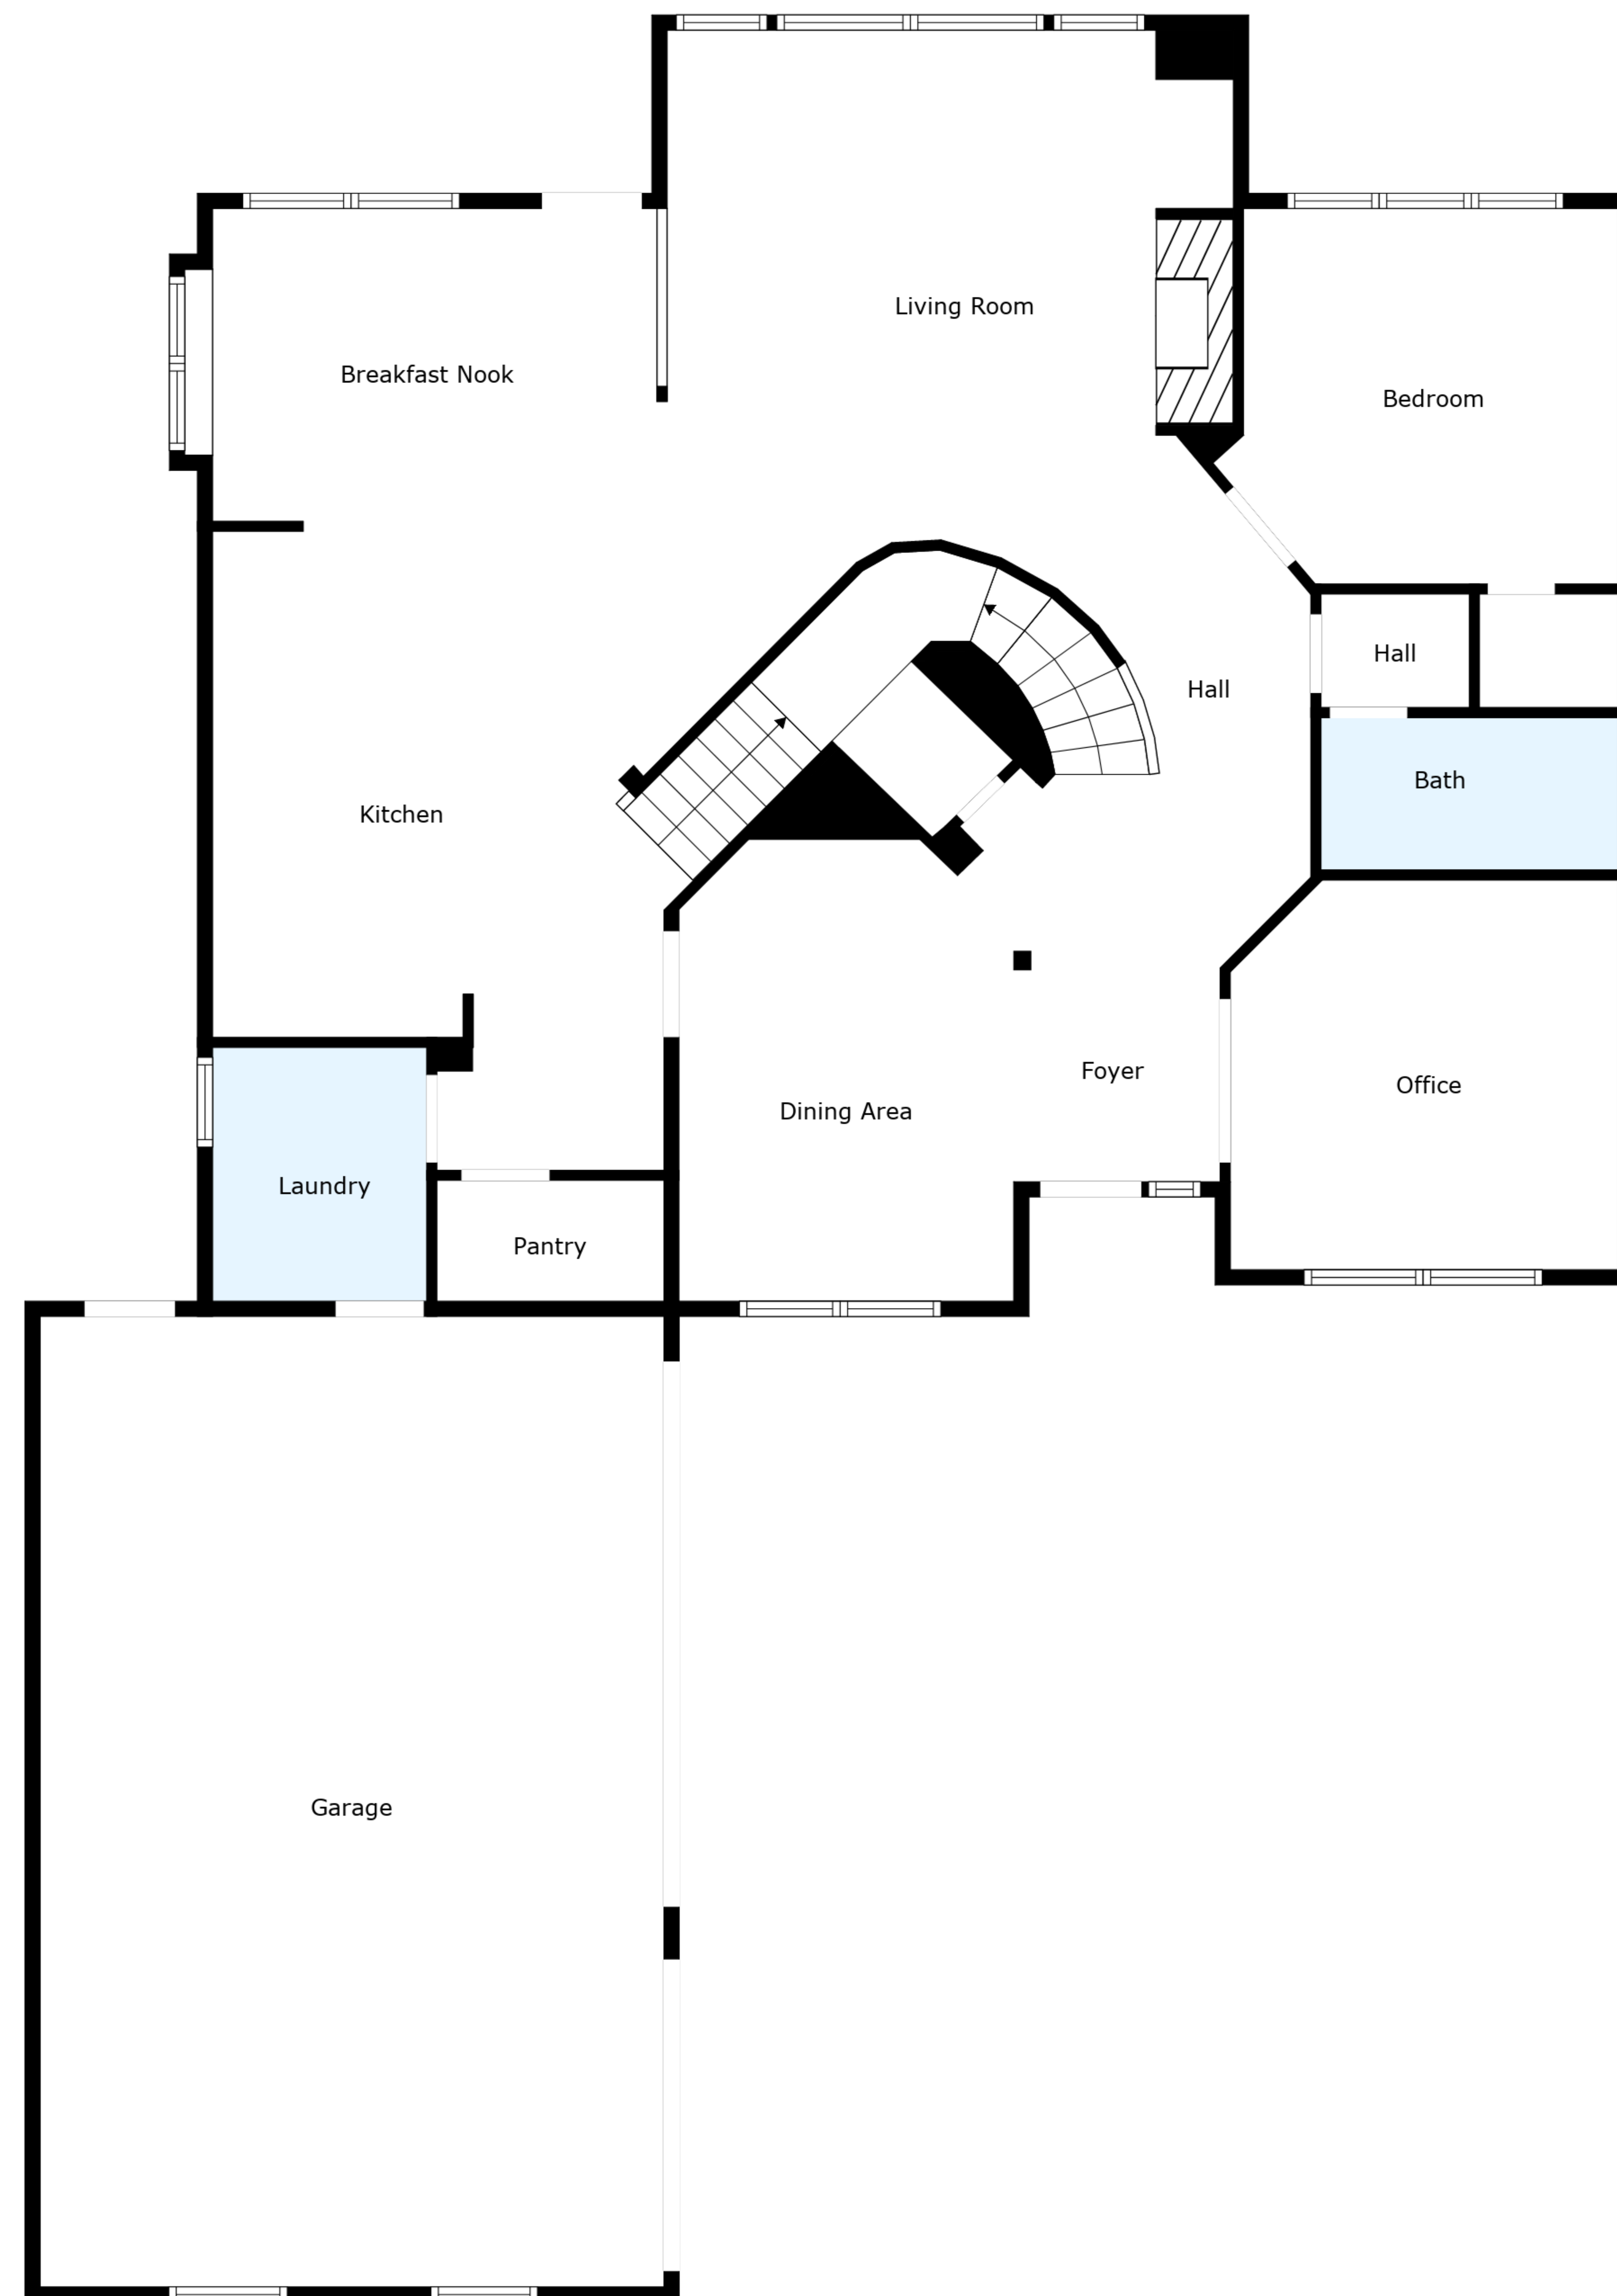 Living Room
Breakfast Nook
Bedroom
Hall
Hall
Bath
Kitchen
Foyer
Office
Dining Area
Laundry
Pantry
Garage